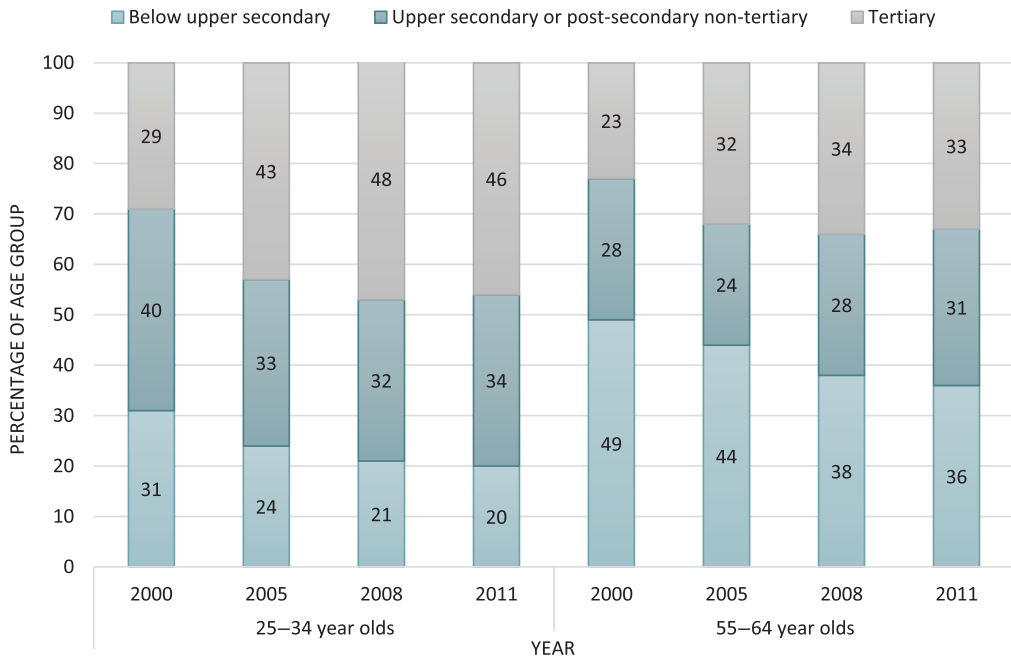 Below upper secondary Upper secondary or post-secondary non-tertiary Tertiary
100
90
80
70
60
50
40
30
20
10
0
PERCENTAGE OF AGE GROUP
29 43 48 46 23 32 34 33
40 33 32 34 28 24 28 31
31 24 21 20 49 44 38 36
2000 2005 2008 2011 2000 2005 2008 2011
25–34 year olds 55–64 year olds
YEAR